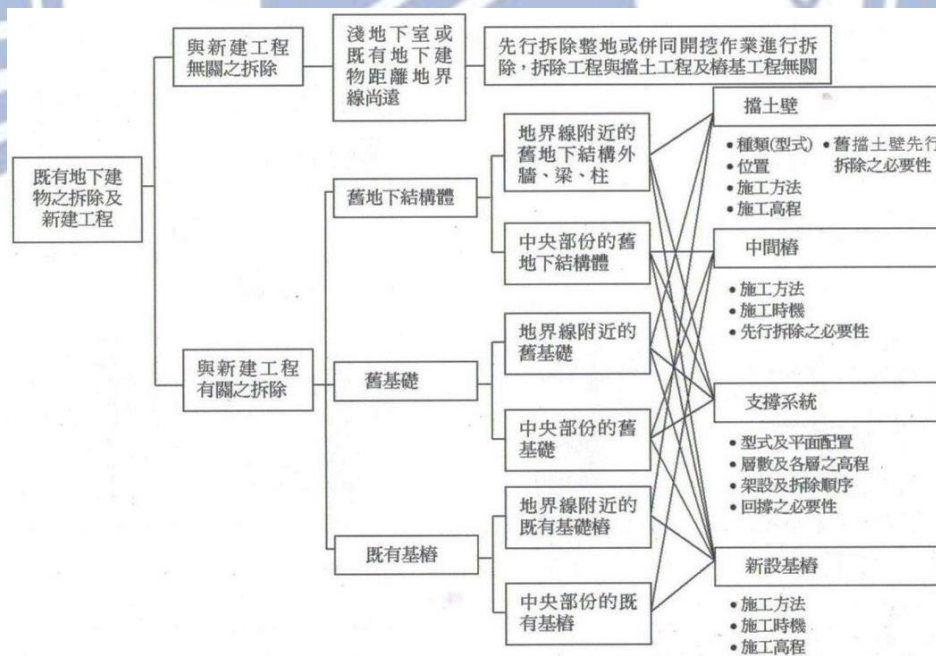 與新建工程
無關之拆除
淺地下室或
既有地下建
物距離地界
線尚遠
先行拆除整地或併同開挖作業進行拆
除，拆除工程與擋土工程及樁基工程無關
既有地下建
物之拆除及
新建工程
與新建工程
有關之拆除
舊地下結構體
地界線附近的
舊地下結構外
牆、梁、柱
中央部份的舊
地下結構體
舊基礎
地界線附近的
舊基礎
中央部份的舊
基礎
既有基樁
地界線附近的
既有基礎樁
中央部份的既
有基樁
擋土壁
•種類(型式) •舊擋土壁先行
•位置 拆除之必要性
•施工方法
•施工高程
中間樁
•施工方法
•施工時機
•先行拆除之必要性
支撐系統
•型式及平面配置
•層數及各層之高程
•架設及拆除順序
•回撐之必要性
新設基樁
•施工方法
•施工時機
•施工高程